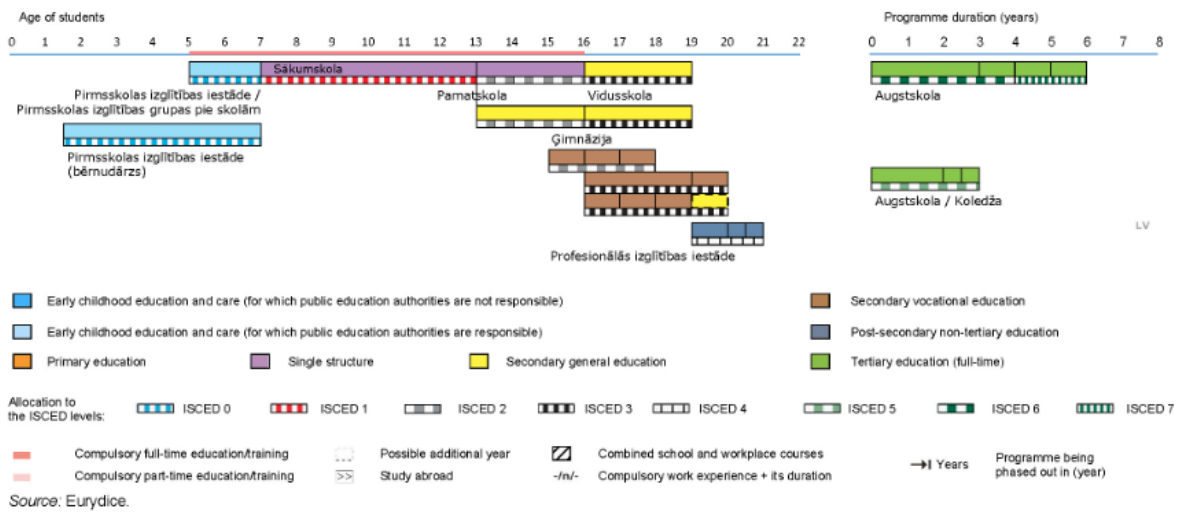 Age of students
Programme duration (years)
0 1 2 3 4 5 6 7 8 9 10 11 12 13 14 15 16 17 18 19 20 21 22
0 1 2 3 4 5 6 7 8
Sākumskola
Pirmsskolas izglītības iestāde /
Pirmsskolas izglītības grupas pie skolām
Pamatskola
Vidusskola
Augstskola
Ģimnāzija
Pirmsskolas izglītības iestāde
(bērnudārzs)
Augstskola / Koledža
LV
Profesionālās izglītības iestāde
Early childhood education and care (for which public education authorities are not responsible)
Secondary vocational education
Early childhood education and care (for which public education authorities are responsible)
Post-secondary non-tertiary education
Primary education
Single structure
Secondary general education
Tertiary education (full-time)
Allocation to
the ISCED levels:
ISCED 0
ISCED 1
ISCED 2
ISCED 3
ISCED 4
ISCED 5
ISCED 6
ISCED 7
Compulsory full-time education/training
Possible additional year
Combined school and workplace courses
Years
Programme being
phased out in (year)
Compulsory part-time education/training
>> Study abroad
-/n/- Compulsory work experience + its duration
Source: Eurydice.